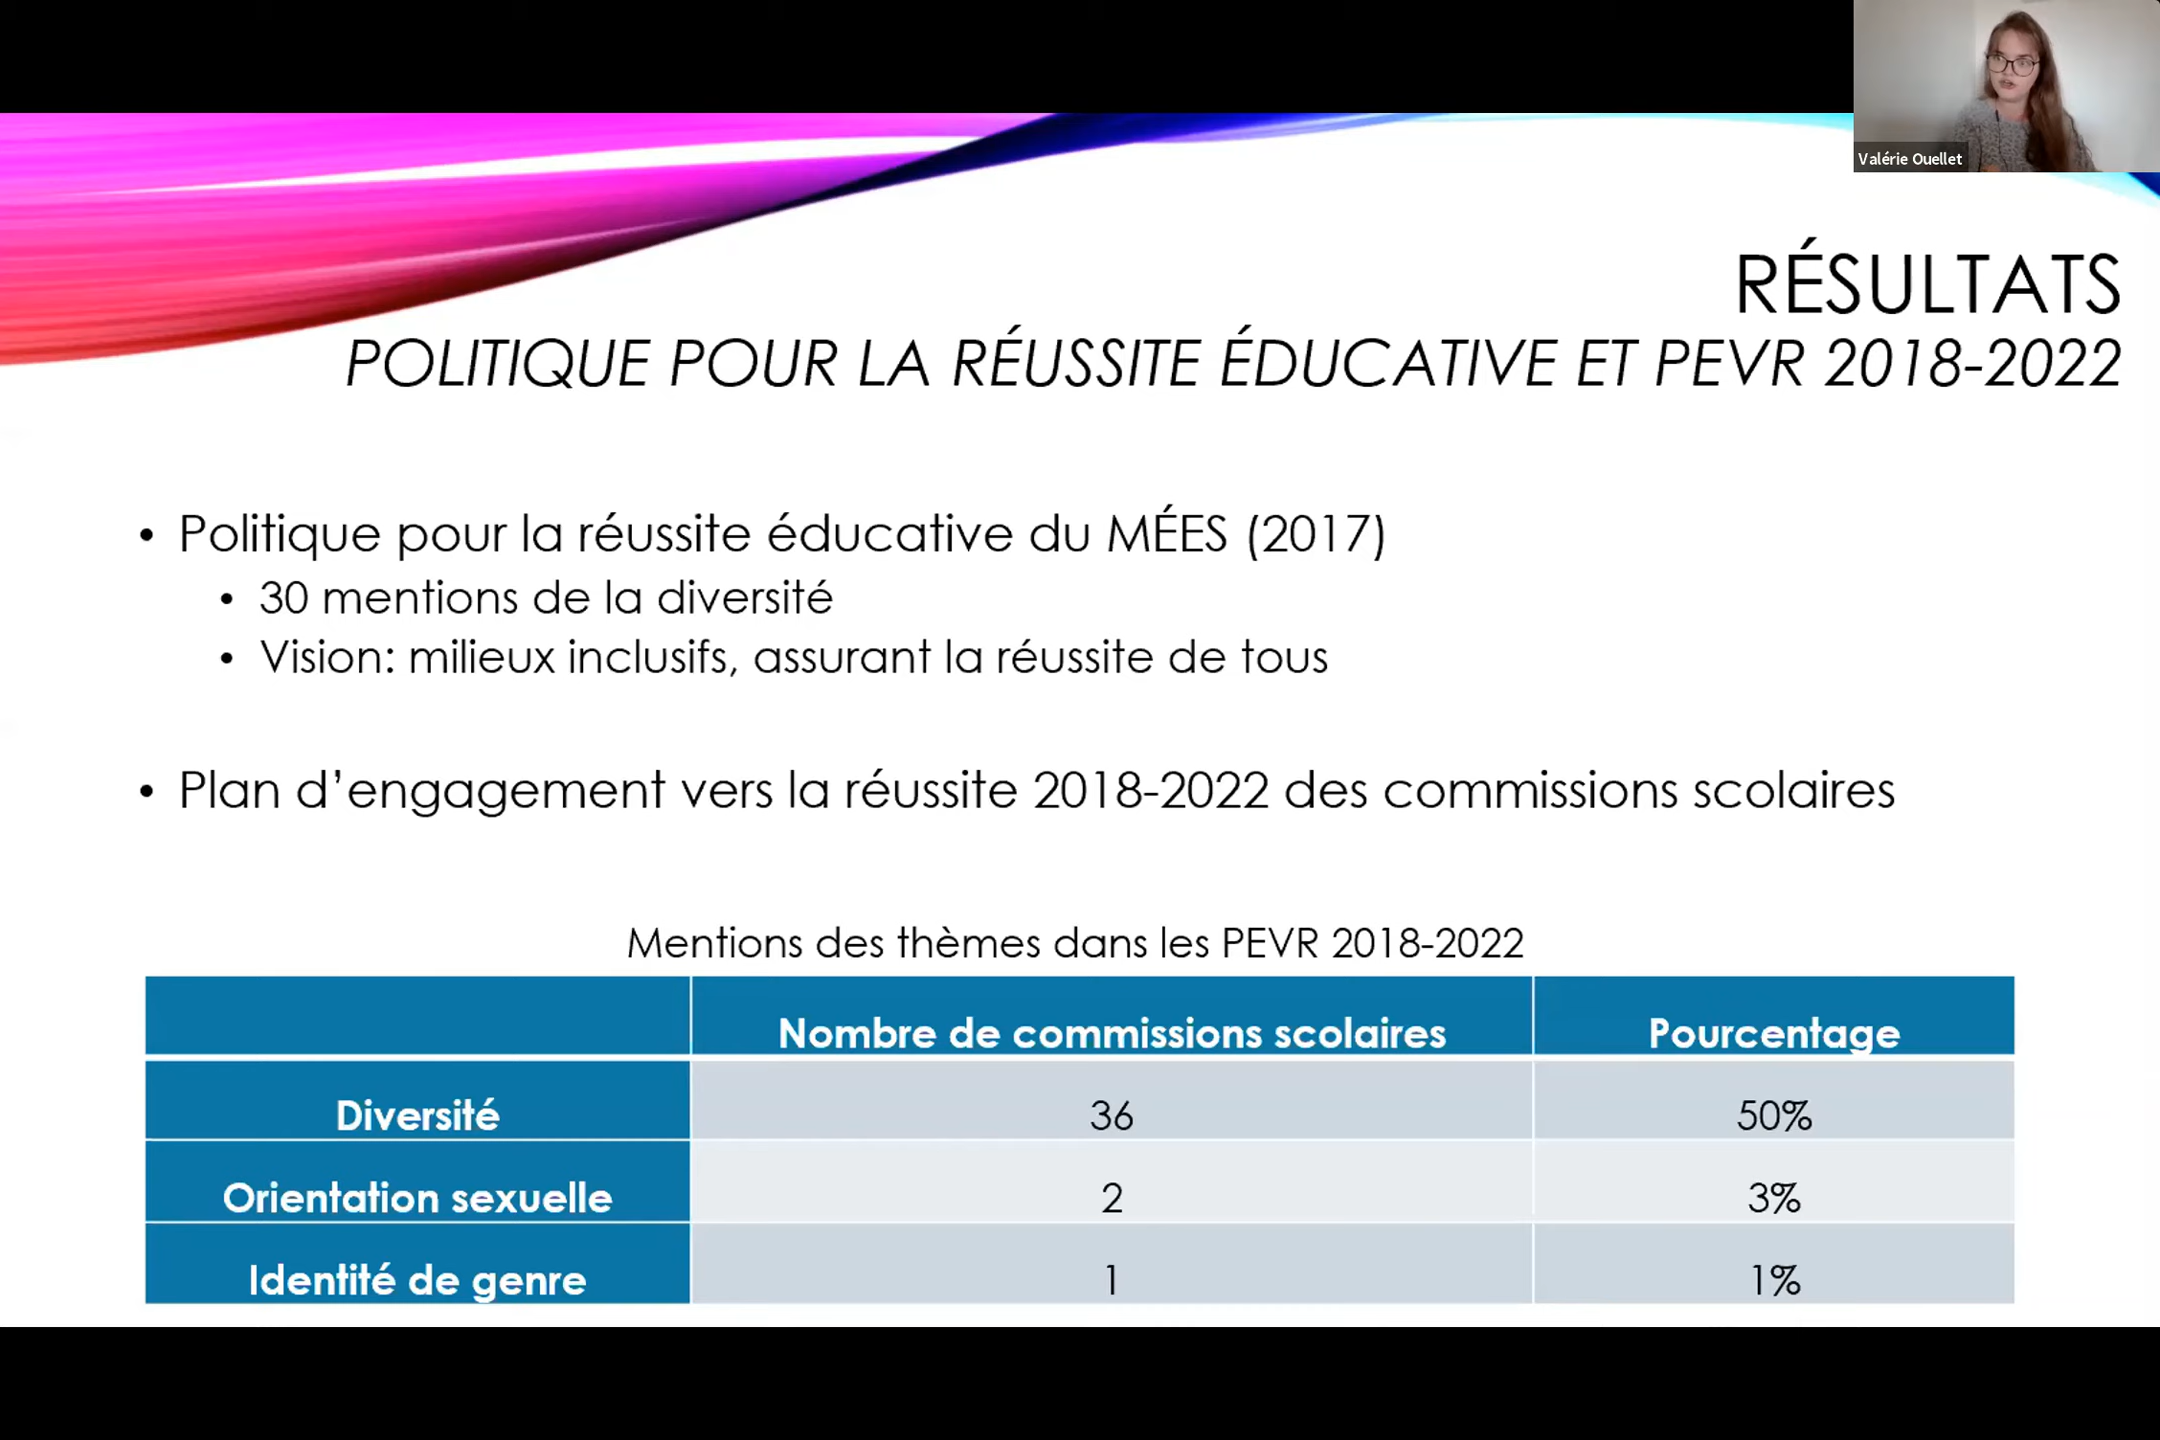 Valérie Ouellet
RÉSULTATS
POLITIQUE POUR LA RÉUSSITE ÉDUCATIVE ET PEVR 2018-2022
• Politique pour la réussite éducative du MÉES (2017)
• 30 mentions de la diversité
• Vision: milieux inclusifs, assurant la réussite de tous
• Plan d’engagement vers la réussite 2018-2022 des commissions scolaires
Mentions des thèmes dans les PEVR 2018-2022
Nombre de commissions scolaires Pourcentage
Diversité 36 50%
Orientation sexuelle 2 3%
Identité de genre 1 1%